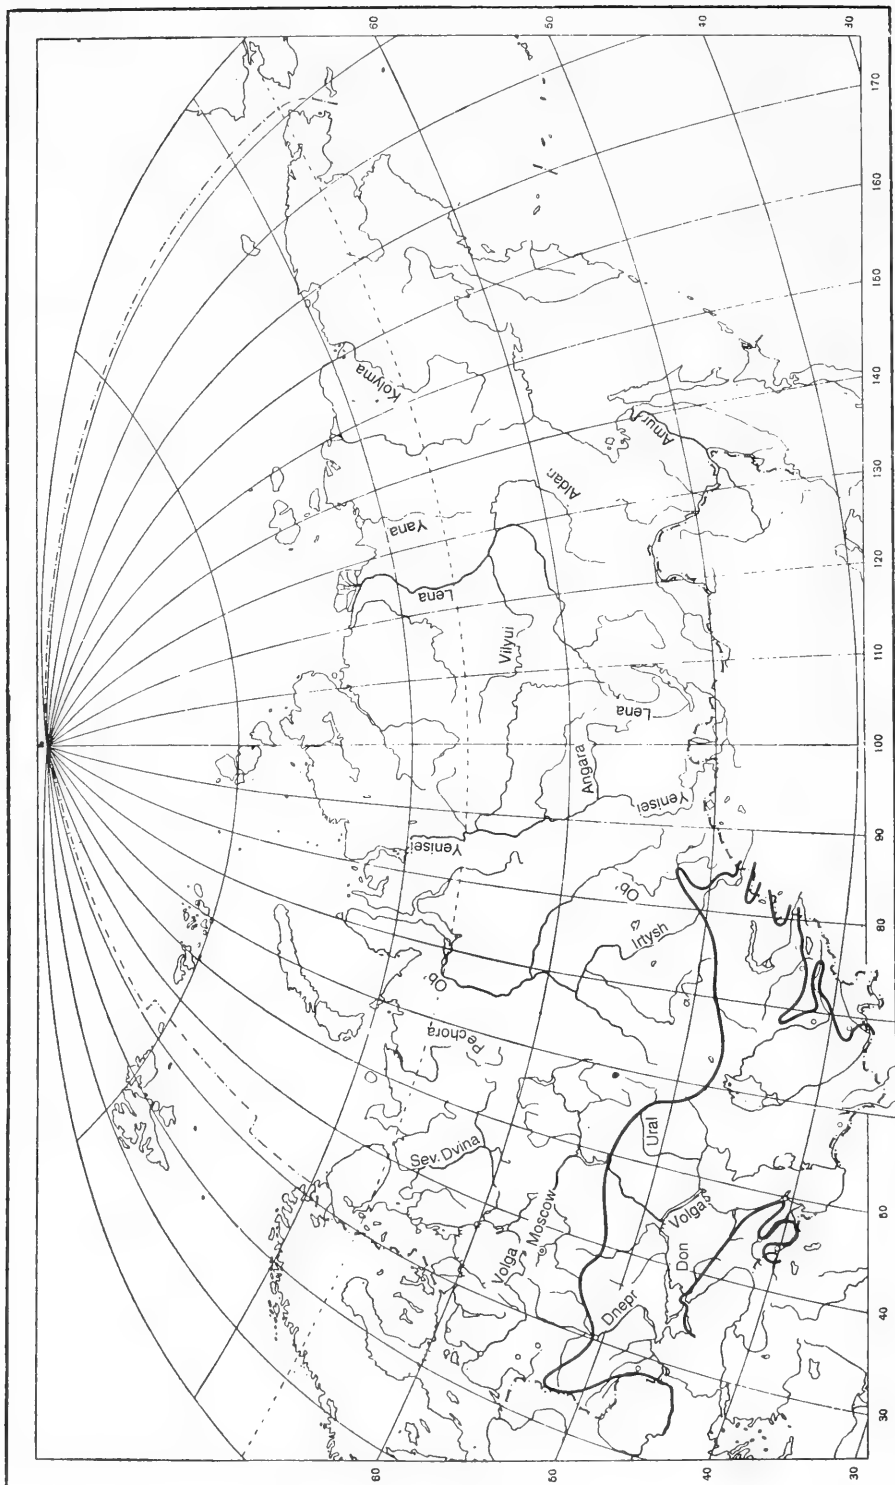 60
50
40
30
170
160
150
140
130
120
110
100
90
80
60
50
40
30
60
50
40
30
Kolyma
Yana
Lena
Aldan
Amur
Vilyui
Lena
Angara
Yenisei
Yenisei
Ob'
Irtysh
Ob'
Pechora
Sev. Dvina
Ural
Volga
Moscow
Volga
Don
Dnepr